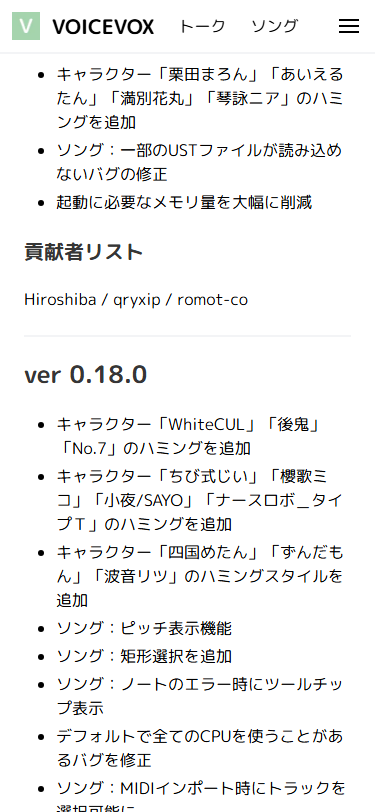 V VOICEVOX トーク ソング
キャラクター「栗田まろん」「あいえる
たん」「満別花丸」「琴詠ニア」のハミ
ングを追加
ソング：一部のUSTファイルが読み込め
ないバグの修正
起動に必要なメモリ量を大幅に削減
貢献者リスト
Hiroshiba / qryxip / romot-co
ver 0.18.0
キャラクター「WhiteCUL」「後鬼」
「No.7」のハミングを追加
キャラクター「ちび式じい」「櫻歌ミ
コ」「小夜/SAYO」「ナースロボ＿タイ
プＴ」のハミングを追加
キャラクター「四国めたん」「ずんだも
ん」「波音リツ」のハミングスタイルを
追加
ソング：ピッチ表示機能
ソング：矩形選択を追加
ソング：ノートのエラー時にツールチッ
プ表示
デフォルトで全てのCPUを使うことがあ
るバグを修正
ソング：MIDIインポート時にトラックを
選択可能に